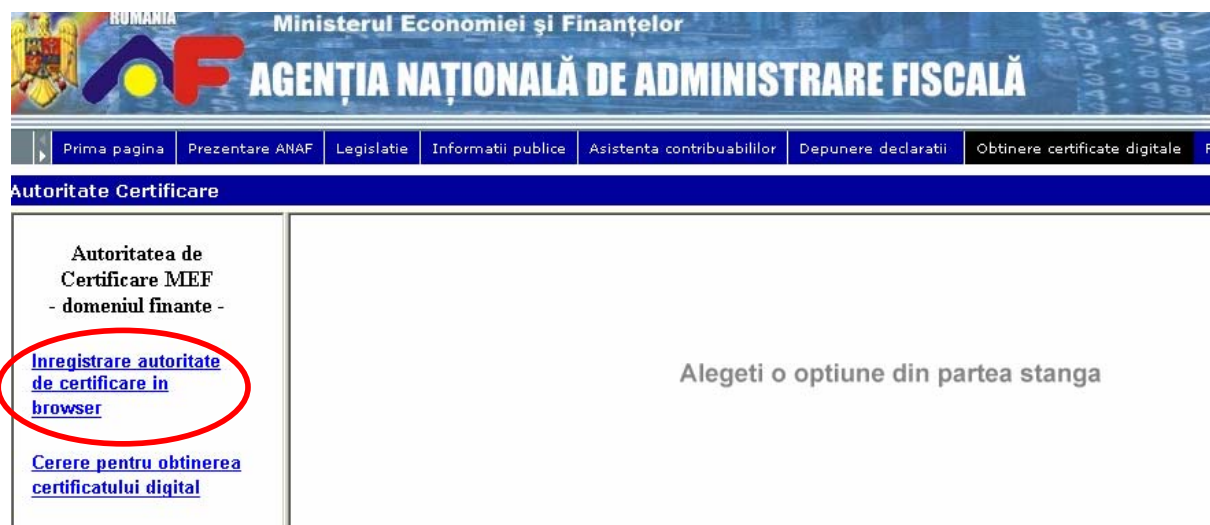 ROMANIA
Ministerul Economiei şi Finanţelor
AGENŢIA NAŢIONALĂ DE ADMINISTRARE FISCALĂ
Prima pagina Prezentare ANAF Legislatie Informatii publice Asistenta contribuabililor Depunere declaratii Obtinere certificate digitale
Autoritate Certificare
Autoritatea de
Certificare MEF
- domeniul finante -
Inregistrare autoritate
de certificare in
browser
Alegeti o optiune din partea stanga
Cerere pentru obtinerea
certificatului digital